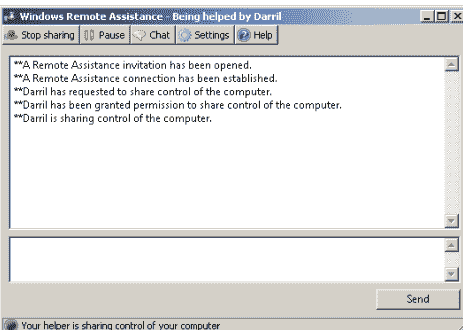 Windows Remote Assistance - Being helped by Darril
Stop sharing Pause Chat Settings Help
**A Remote Assistance invitation has been opened.
**A Remote Assistance connection has been established.
**Darril has requested to share control of the computer.
**Darril has been granted permission to share control of the computer.
**Darril is sharing control of the computer.
Send
Your helper is sharing control of your computer